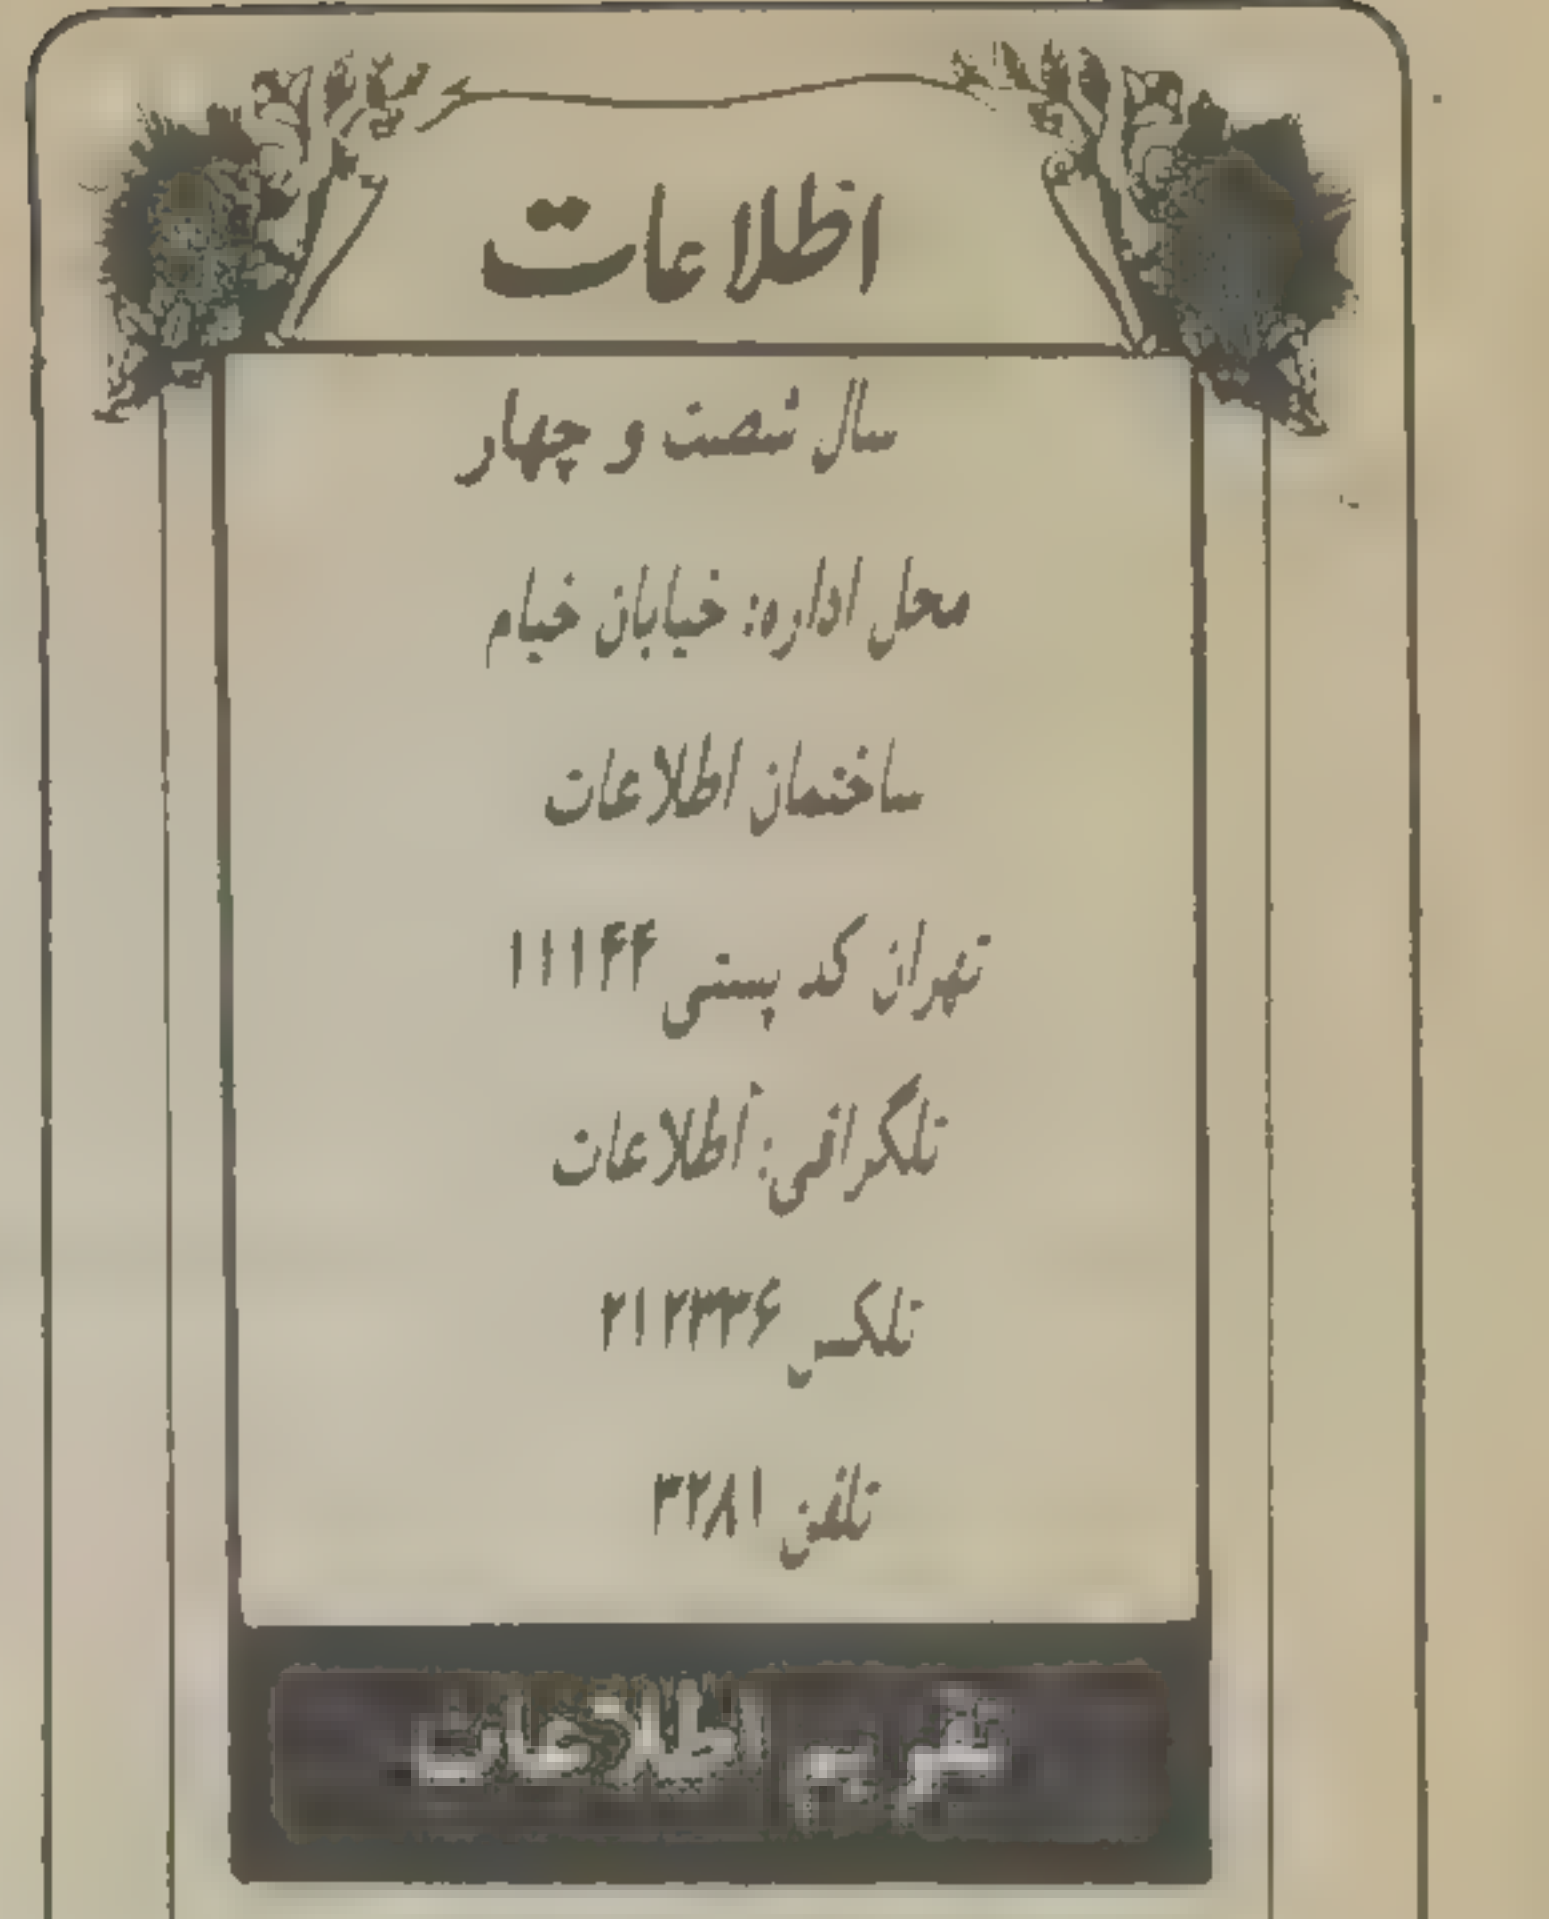 اطلاعات
سال شصت و چهار
محل اداره: خیابان خیام
ساختمان اطلاعات
تهران کد پستی ۱۱۱۴۴
تلگرافی: اطلاعات
تلکس ۲۱۲۳۳۶
تلفن ۳۲۸۱
اطلاعات